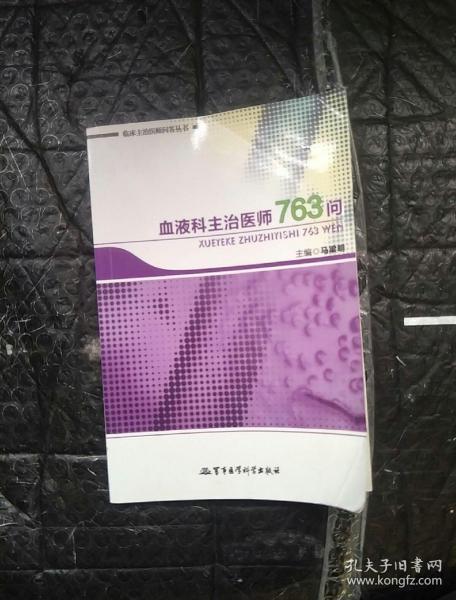 临床主治医师问答丛书
血液科主治医师763问
XUEYEKE ZHUZHIYISHI 763 WEN
主编◎马梁明
军事医学科学出版社
孔夫子旧书网
www.kongfz.com